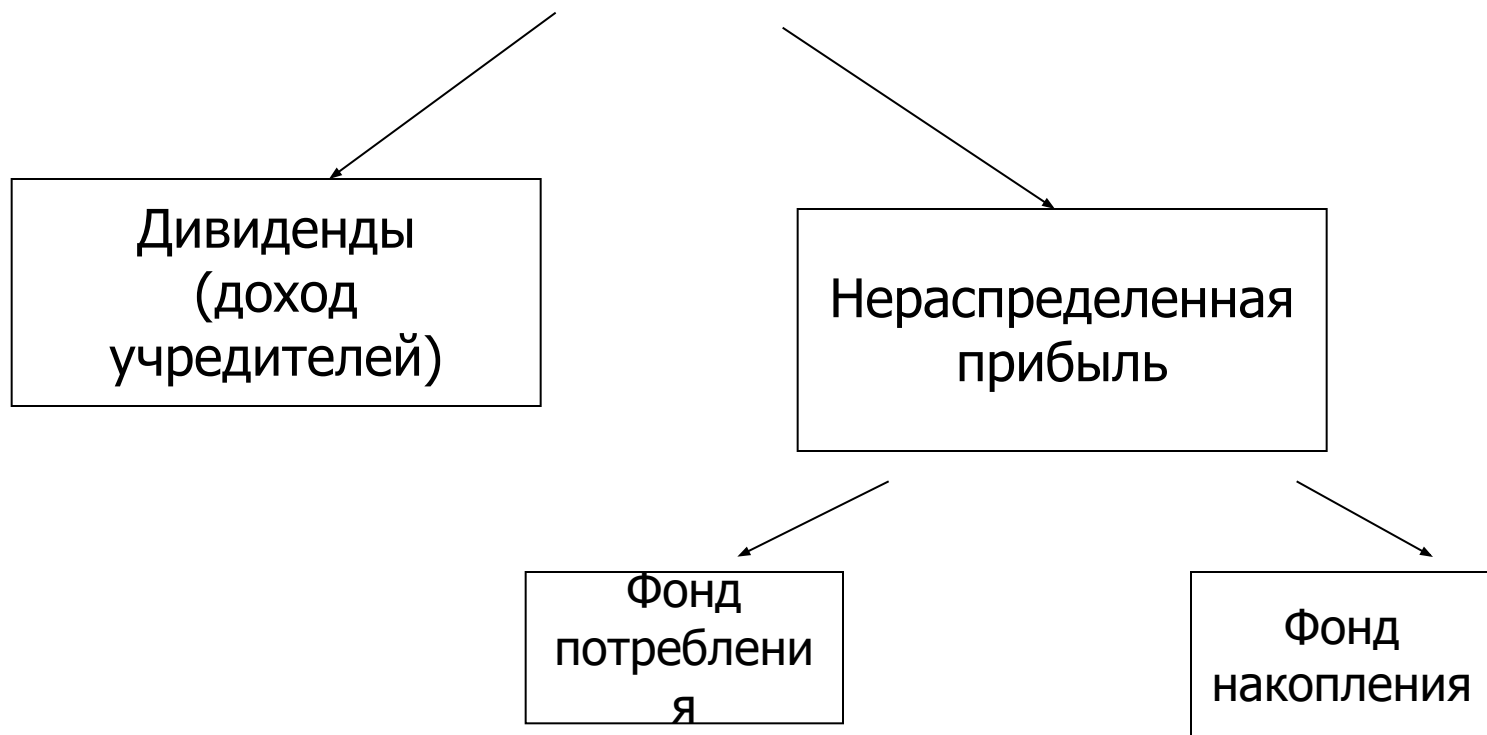 Дивиденды
(доход
учредителей)
Нераспределенная
прибыль
Фонд
потреблени
я
Фонд
накопления